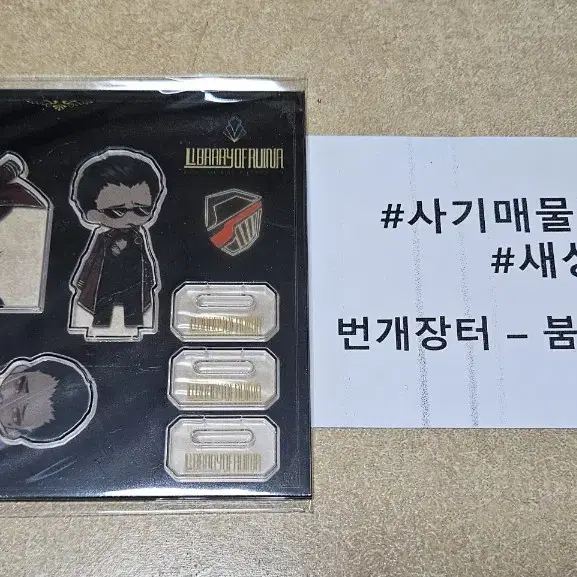 LIBRARY OF RUINA
LIBRARY OF RUINA
LIBRARY OF RUINA
LIBRARY OF RUINA
#사기매물
#새상
번개장터 – 붐